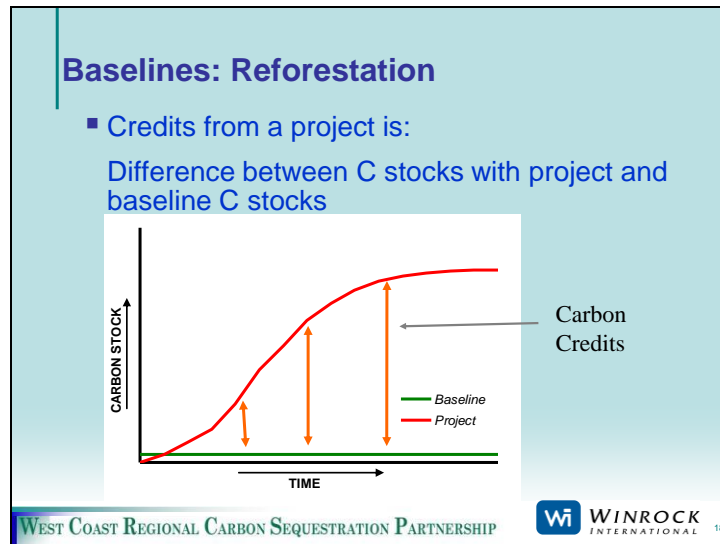 Baselines: Reforestation
Credits from a project is:
Difference between C stocks with project and
baseline C stocks
CARBON STOCK
Carbon
Credits
Baseline
Project
TIME
WEST COAST REGIONAL CARBON SEQUESTRATION PARTNERSHIP
Wi WINROCK
INTERNATIONAL